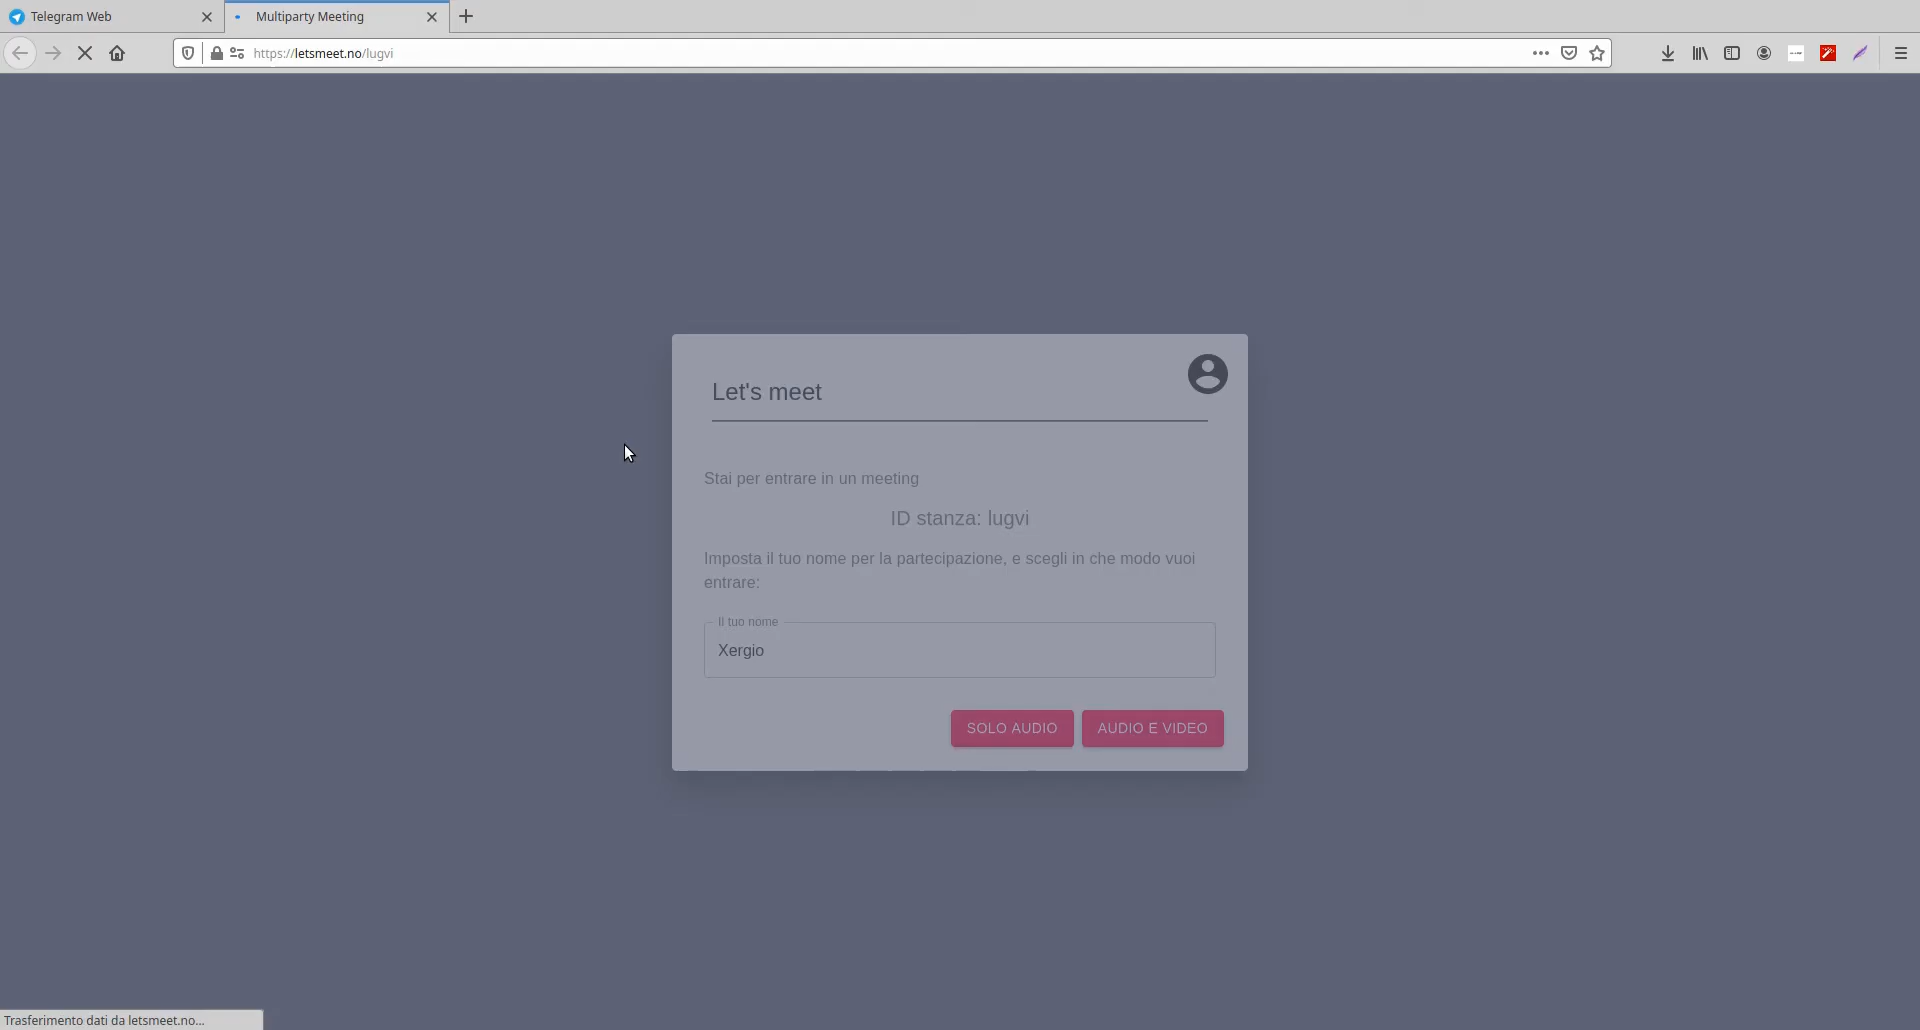 Telegram Web
Multiparty Meeting
https://letsmeet.no/lugvi
Let's meet
Stai per entrare in un meeting
ID stanza: lugvi
Imposta il tuo nome per la partecipazione, e scegli in che modo vuoi
entrare:
Il tuo nome
Xergio
SOLO AUDIO
AUDIO E VIDEO
Trasferimento dati da letsmeet.no...